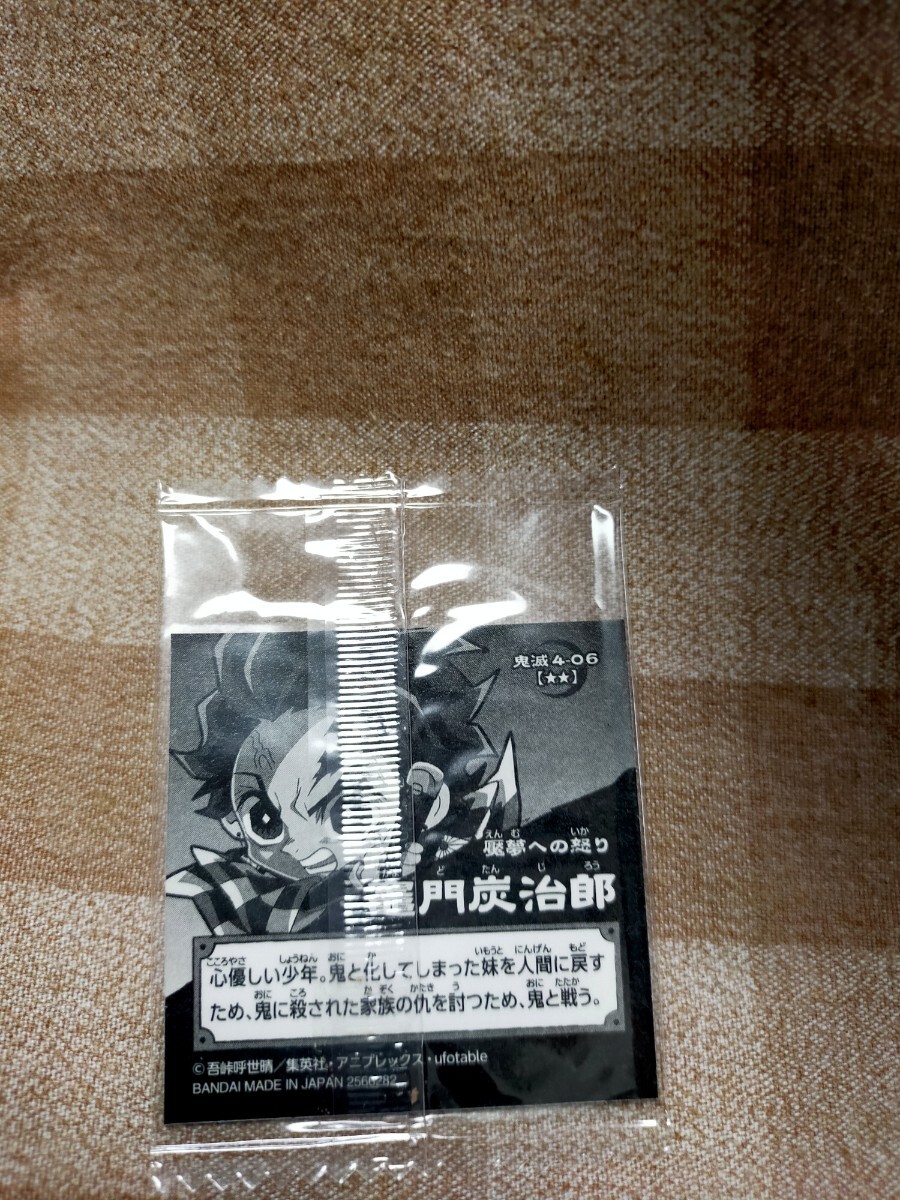 鬼滅4-06
【★★】
えんむ いか
魘夢への怒り
ど たん じ ろう
竈門炭治郎
こころやさ しょうねん おに か いもうと にんげん もど
心優しい少年。鬼と化してしまった妹を人間に戻す
おに ころ たぞく かたき う おに たたか
ため、鬼に殺された家族の仇を討つため、鬼と戦う。
©吾峠呼世晴／集英社・アニプレックス・ufotable
BANDAI MADE IN JAPAN 2566282